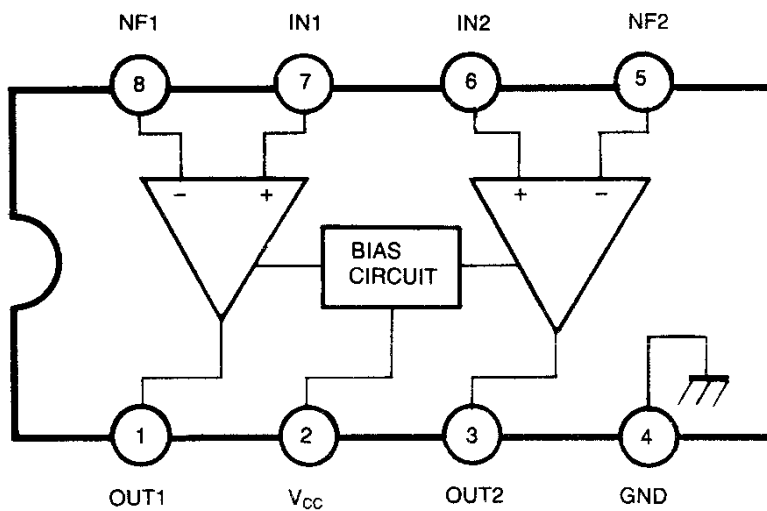 NF1 IN1 IN2 NF2
8 7 6 5
− + + −
BIAS
CIRCUIT
1 2 3 4
OUT1 VCC OUT2 GND